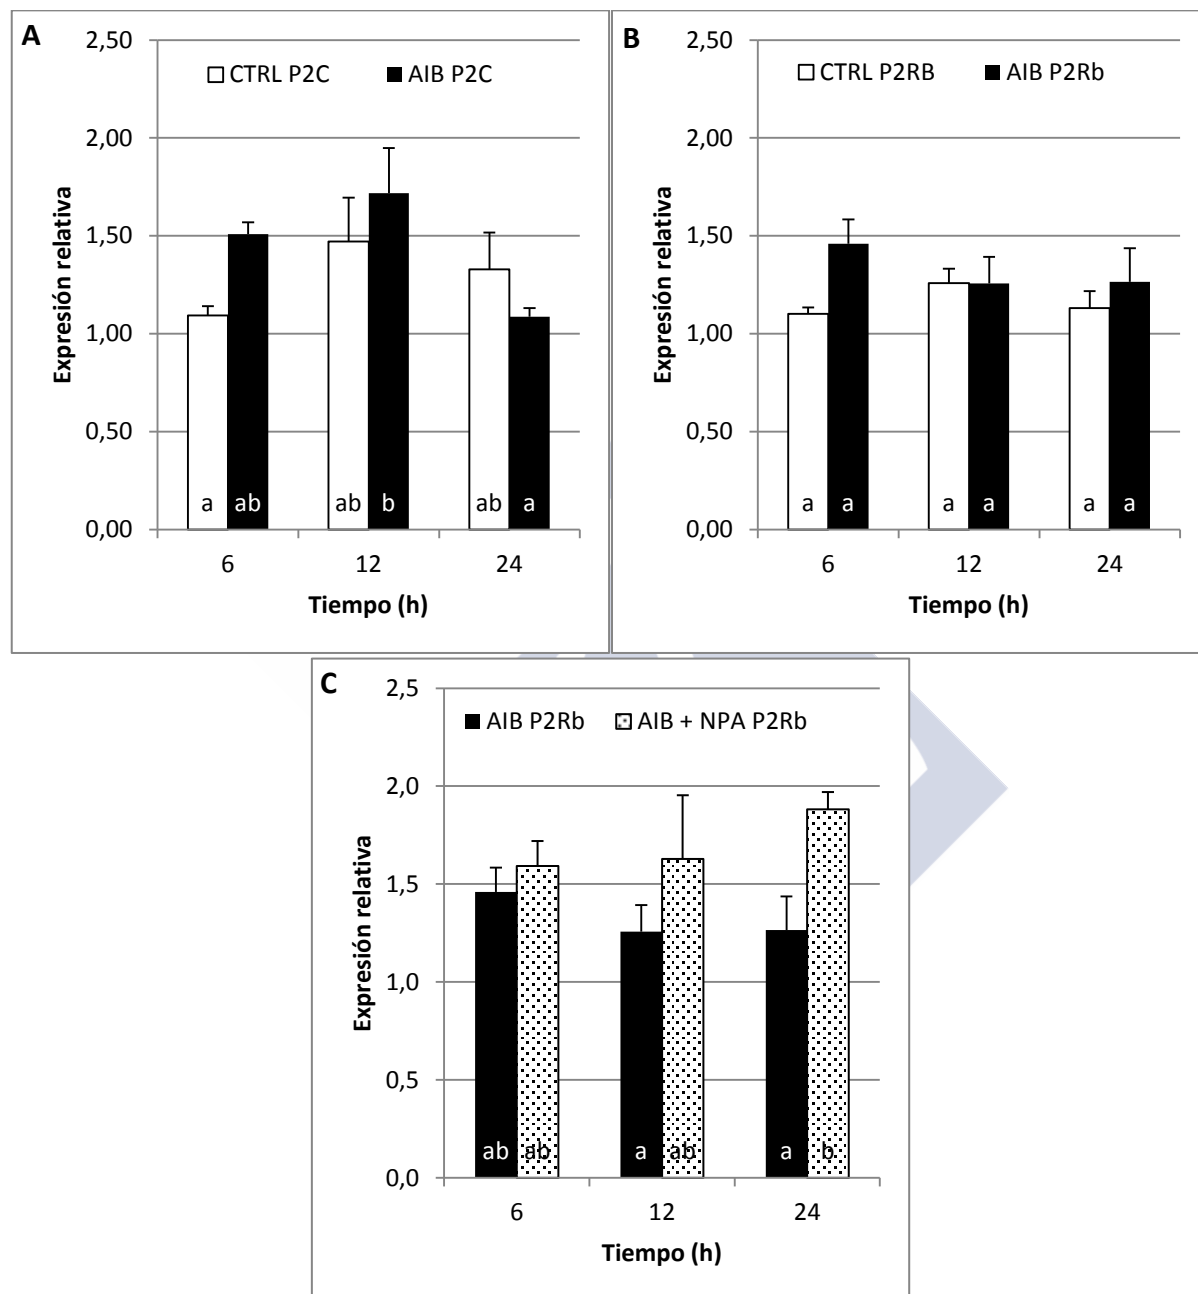 A
CTRL P2C AIB P2C
2,50
2,00
1,50
1,00
0,50
0,00
Expresión relativa
a ab ab b ab a
6 12 24
Tiempo (h)
B
CTRL P2RB AIB P2Rb
2,50
2,00
1,50
1,00
0,50
0,00
Expresión relativa
a a a a a a
6 12 24
Tiempo (h)
C
AIB P2Rb AIB + NPA P2Rb
2,5
2,0
1,5
1,0
0,5
0,0
Expresión relativa
ab ab a ab a b
6 12 24
Tiempo (h)